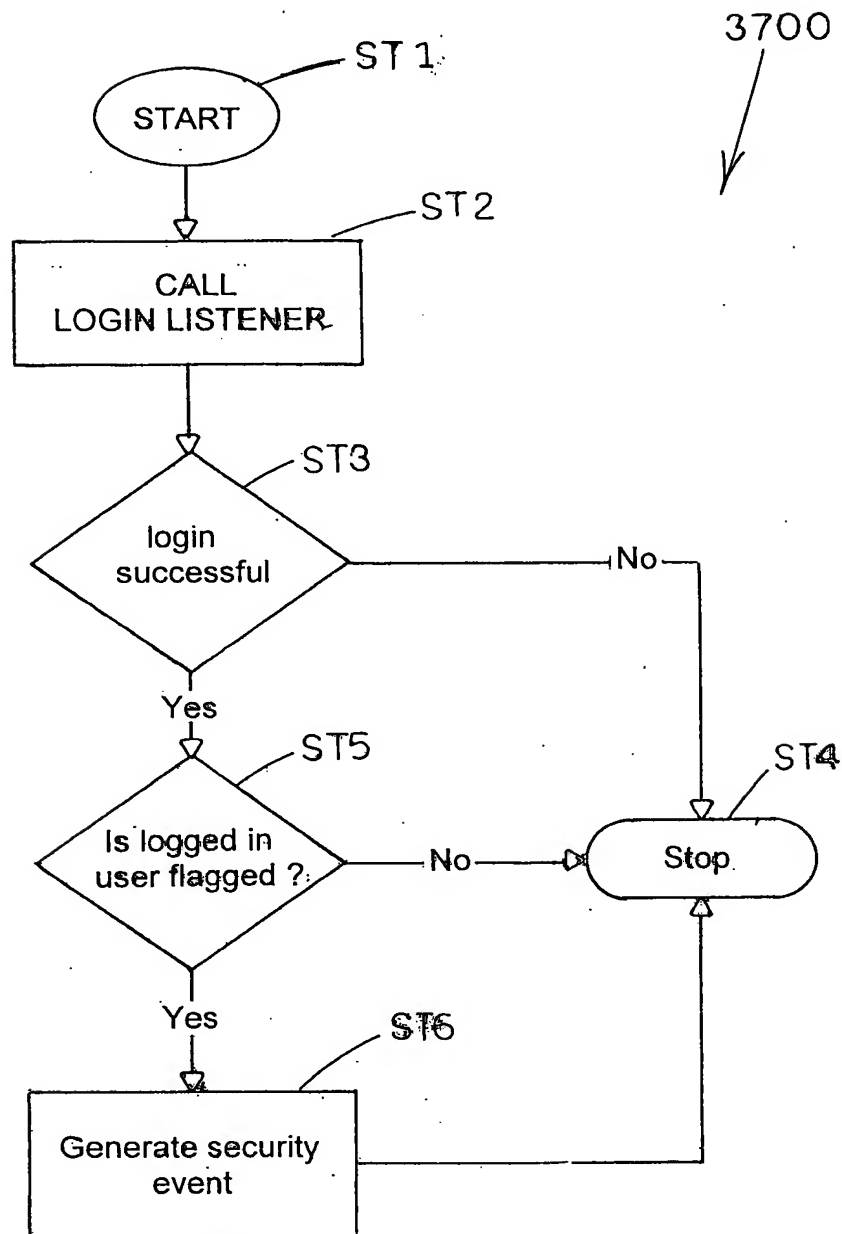 3700
ST1
START
ST2
CALL
LOGIN LISTENER
ST3
login
successful
No
Yes
ST5
ST4
Is logged in
user flagged ?
No
Stop
Yes
ST6
Generate security
event